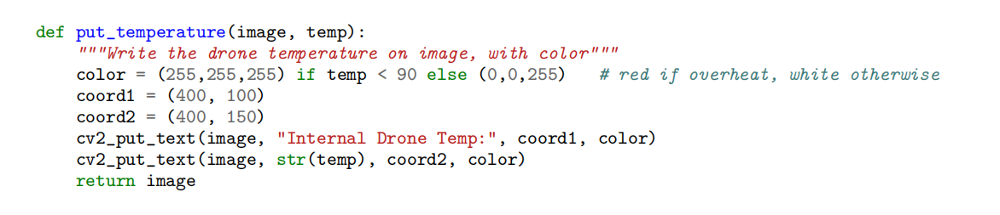 def put_temperature(image, temp):
    """Write the drone temperature on image, with color"""
    color = (255,255,255) if temp < 90 else (0,0,255)   # red if overheat, white otherwise
    coord1 = (400, 100)
    coord2 = (400, 150)
    cv2_put_text(image, "Internal Drone Temp:", coord1, color)
    cv2_put_text(image, str(temp), coord2, color)
    return image